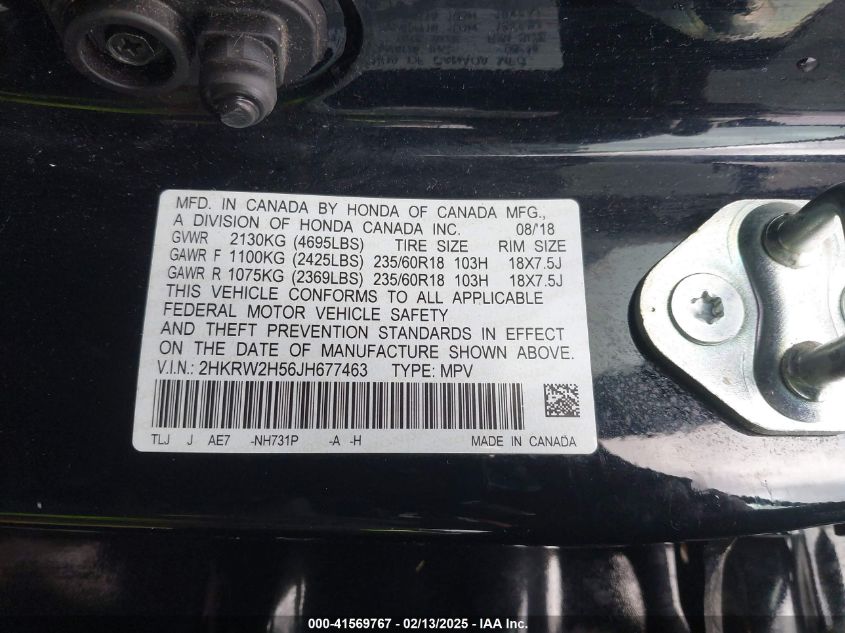 MFD. IN CANADA BY HONDA OF CANADA MFG.,
A DIVISION OF HONDA CANADA INC. 08/'18
GVWR 2130KG (4695LBS) TIRE SIZE RIM SIZE
GAWR F 1100KG (2425LBS) 235/60R18 103H 18X7.5J
GAWR R 1075KG (2369LBS) 235/60R18 103H 18X7.5J
THIS VEHICLE CONFORMS TO ALL APPLICABLE
FEDERAL MOTOR VEHICLE SAFETY
AND THEFT PREVENTION STANDARDS IN EFFECT
ON THE DATE OF MANUFACTURE SHOWN ABOVE.
V.I.N.: 2HKRW2H56JH677463 TYPE: MPV
TLJ J AE7 -NH731P -A -H MADE IN CANADA
000-41569767 - 02/13/2025 - IAA Inc.